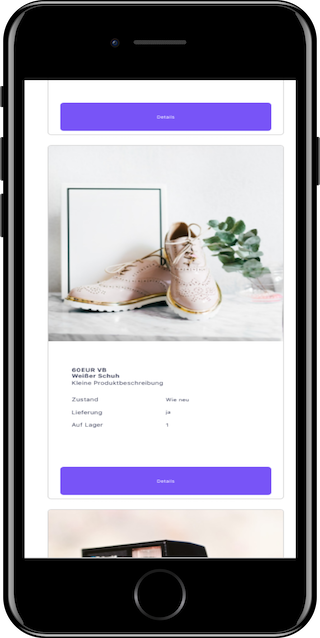 Details
60EUR VB
Weißer Schuh
Kleine Produktbeschreibung
Zustand Wie neu
Lieferung Ja
Auf Lager 1
Details